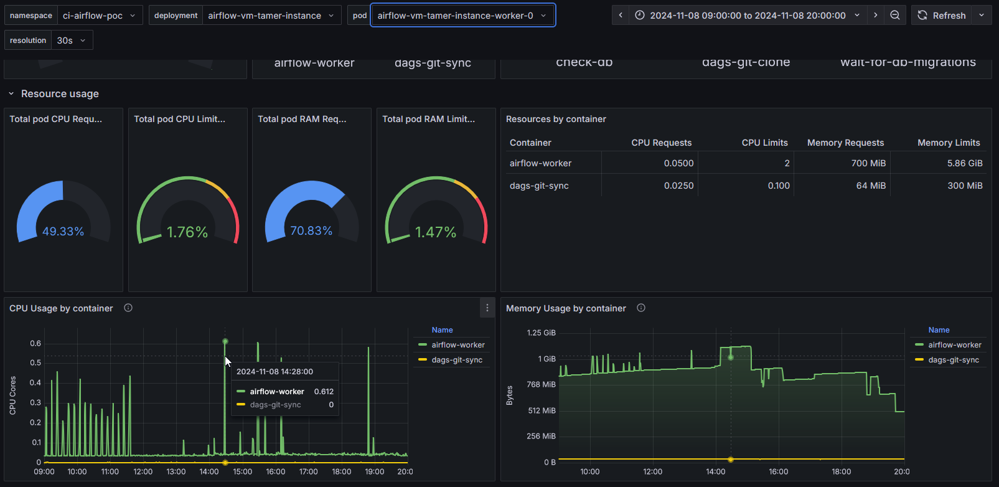 namespace ci-airflow-poc deployment airflow-vm-tamer-instance pod airflow-vm-tamer-instance-worker-0 2024-11-08 09:00:00 to 2024-11-08 20:00:00 Refresh
resolution 30s
airflow-worker dags-git-sync check-db dags-git-clone wait-for-db-migrations
Resource usage
Total pod CPU Requ...
49.33%
Total pod CPU Limit...
1.76%
Total pod RAM Req...
70.83%
Total pod RAM Limit...
1.47%
Resources by container
Container CPU Requests CPU Limits Memory Requests Memory Limits
airflow-worker 0.0500 2 700 MiB 5.86 GiB
dags-git-sync 0.0250 0.100 64 MiB 300 MiB
CPU Usage by container
CPU Cores
0.6
0.5
0.4
0.3
0.2
0.1
0
09:00 10:00 11:00 12:00 13:00 14:00 15:00 16:00 17:00 18:00 19:00 20:0
Name
airflow-worker
dags-git-sync
2024-11-08 14:28:00
airflow-worker 0.612
dags-git-sync 0
Memory Usage by container
Bytes
1.25 GiB
1 GiB
768 MiB
512 MiB
256 MiB
0 B
10:00 12:00 14:00 16:00 18:00 20:0
Name
airflow-worker
dags-git-sync